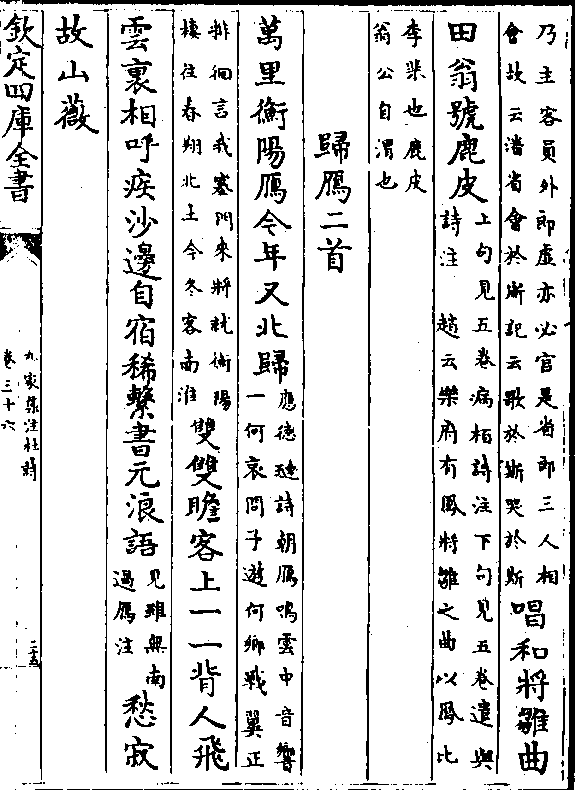 乃主客員外郎虛亦必官是省郎三人相
會故云潘省會於斯記云歌於斯哭於斯
唱和將雛曲
田翁號鹿皮
上句見五卷病栢詩注下句見五卷遣與
詩注　趙云樂府有鳳將雛之曲以鳳比
李梁也鹿皮
翁公自渭也
歸鴈二首
萬里衡陽鴈今年又北歸
應德璉詩朝鴈鳴雲中音響
一何哀問子遊何鄉戢翼正
徘徊言我塞門來將就衡陽
棲往春翔北土今冬客南淮
雙雙瞻客上一一背人飛
雲裏相呼疾沙邊自宿稀繫書元浪語
見雖無南
過鴈注
愁寂
故山薇
欽定四庫全書
九家集注杜詩
卷三十六
二十五